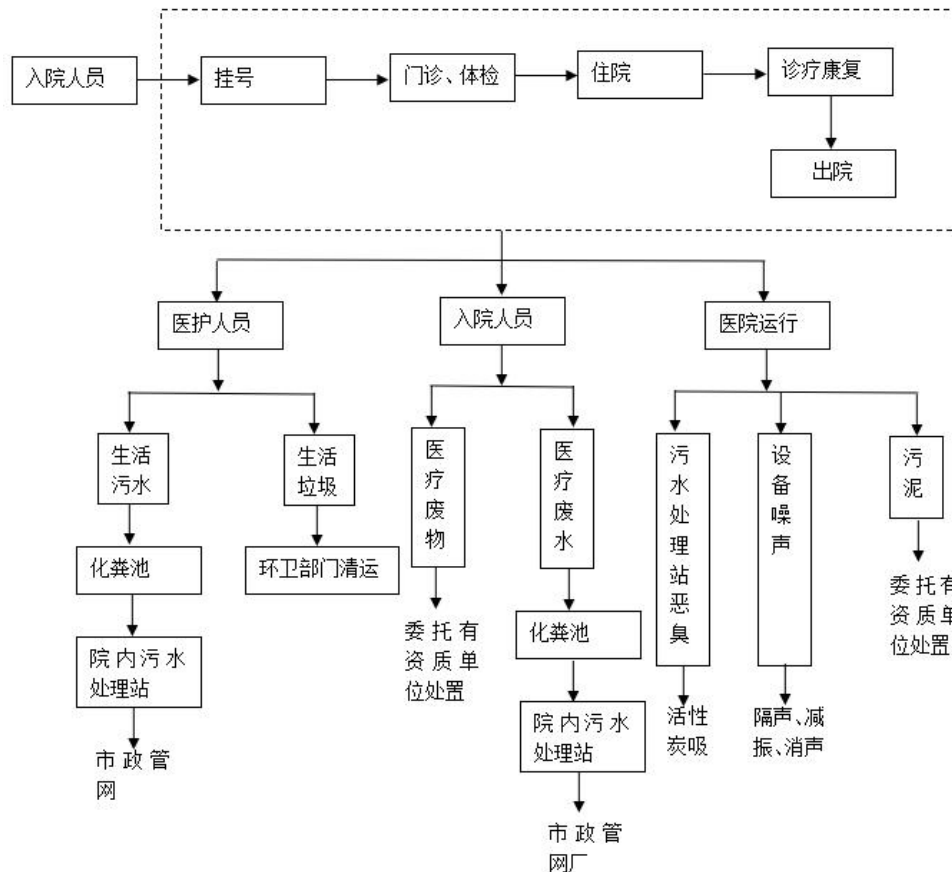 入院人员
挂号
门诊、体检
住院
诊疗康复
出院
医护人员
入院人员
医院运行
生活
污水
生活
垃圾
医疗废物
医疗废水
污水处理站恶臭
设备噪声
污泥
化粪池
环卫部门清运
委托有
资质单
位处置
化粪池
委托有
资质单
位处置
院内污水
处理站
院内污水
处理站
活性
炭吸
隔声、减
振、消声
市政管
网
市政管
网厂